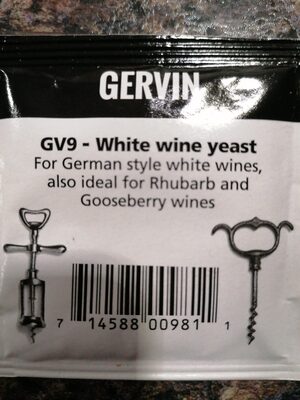 GERVIN
GV9 - White wine yeast
For German style white wines,
also ideal for Rhubarb and
Gooseberry wines
7 14588 00981 1